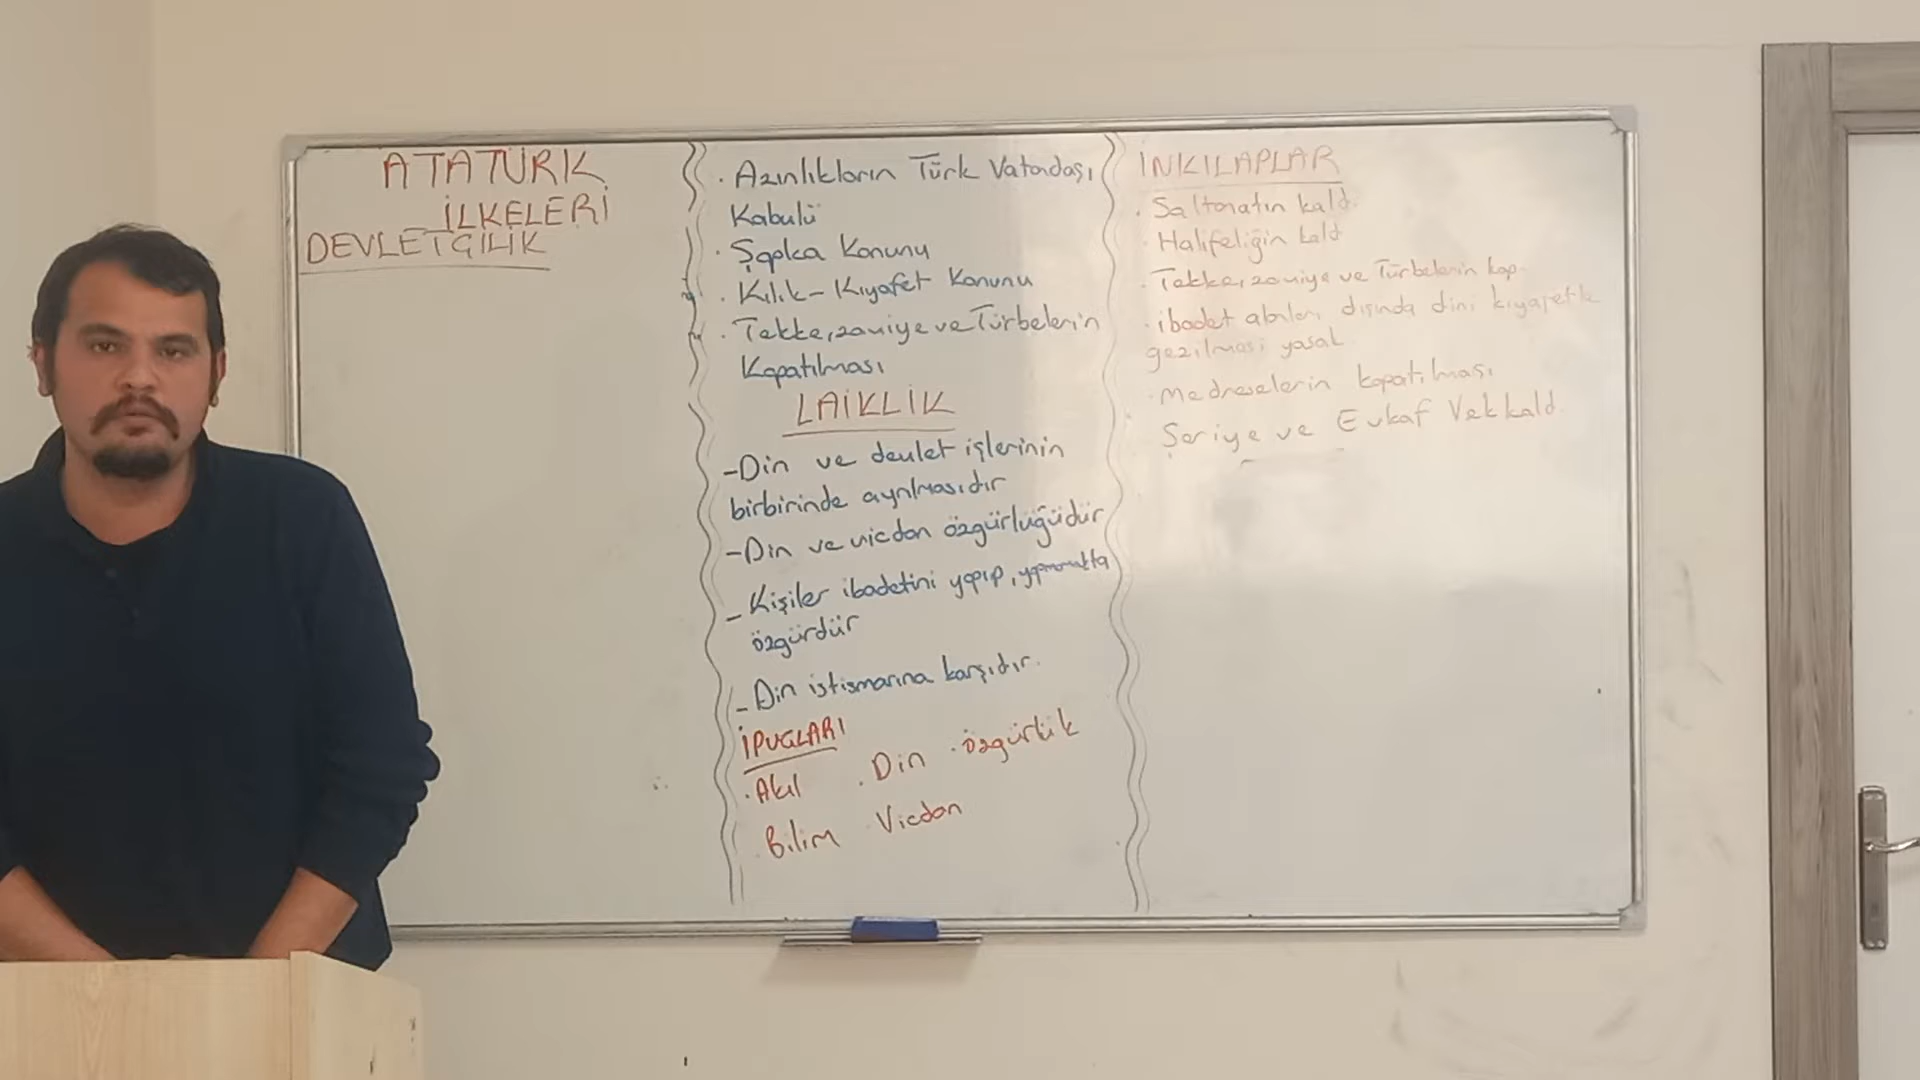 ATATÜRK
İLKELERİ
DEVLETÇİLİK
· Azınlıkların Türk Vatandaşı
Kabulü
· Şapka Kanunu
· Kılık-Kıyafet Kanunu
· Tekke, zaviye ve Türbelerin
Kapatılması
LAİKLİK
-Din ve devlet işlerinin
birbirinde ayrılmasıdır
-Din ve vicdan özgürlüğüdür
- Kişiler ibadetini yapıp, yapmamakta
özgürdür
- Din istismarına karşıdır.
İPUÇLARI
· Akıl · Din · özgürlük
· Bilim Vicdan
İNKILAPLAR
· Saltanatın kald.
· Halifeliğin kald
· Tekke, zaviye ve Türbelerin kap.
· ibadet alanları dışında dini kıyafetle
gezilmesi yasak
· Medreselerin kapatılması
Şeriye ve Evkaf Vek kald.